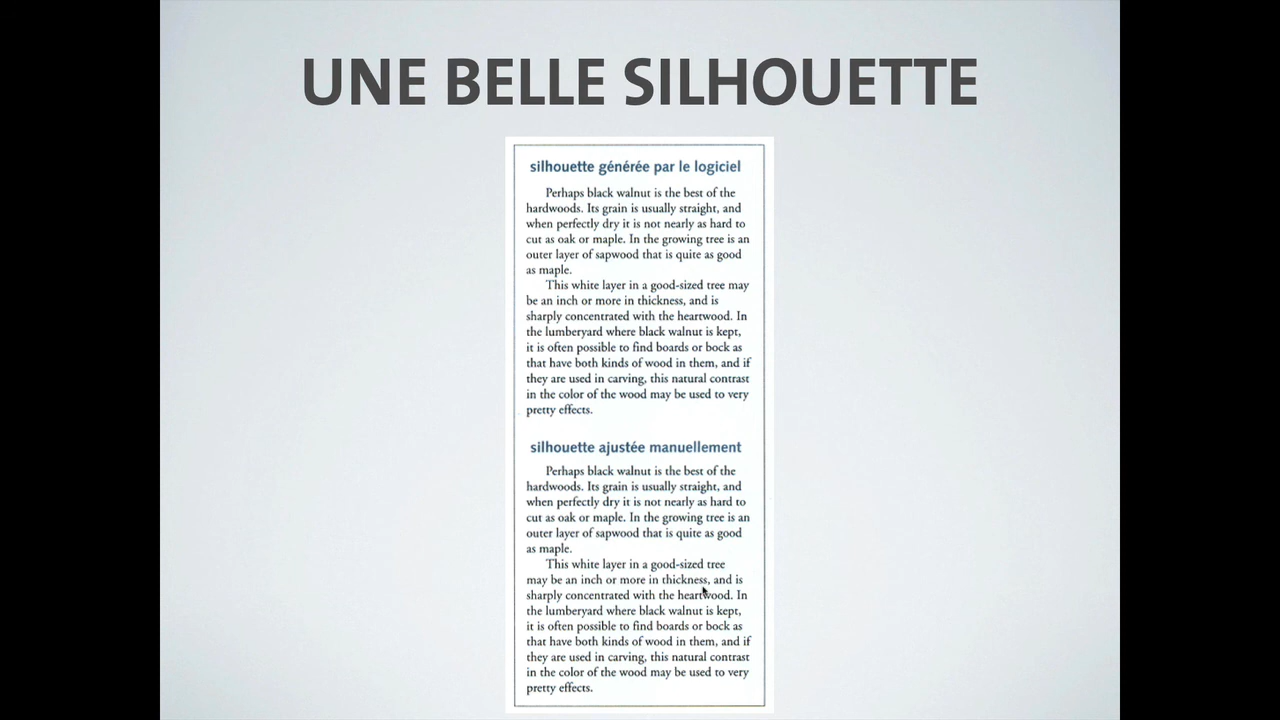 UNE BELLE SILHOUETTE
silhouette générée par le logiciel
Perhaps black walnut is the best of the
hardwoods. Its grain is usually straight, and
when perfectly dry it is not nearly as hard to
cut as oak or maple. In the growing tree is an
outer layer of sapwood that is quite as good
as maple.
This white layer in a good-sized tree may
be an inch or more in thickness, and is
sharply concentrated with the heartwood. In
the lumberyard where black walnut is kept,
it is often possible to find boards or bock as
that have both kinds of wood in them, and if
they are used in carving, this natural contrast
in the color of the wood may be used to very
pretty effects.
silhouette ajustée manuellement
Perhaps black walnut is the best of the
hardwoods. Its grain is usually straight, and
when perfectly dry it is not nearly as hard to
cut as oak or maple. In the growing tree is an
outer layer of sapwood that is quite as good
as maple.
This white layer in a good-sized tree
may be an inch or more in thickness, and is
sharply concentrated with the heartwood. In
the lumberyard where black walnut is kept,
it is often possible to find boards or bock as
that have both kinds of wood in them, and if
they are used in carving, this natural contrast
in the color of the wood may be used to very
pretty effects.